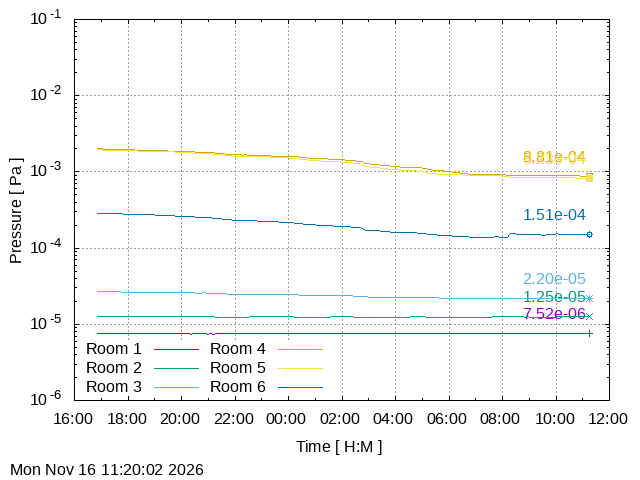 10^-1
10^-2
10^-3
10^-4
10^-5
10^-6
Pressure [ Pa ]
8.81e-04
1.51e-04
2.20e-05
1.25e-05
7.52e-06
Room 1 Room 4
Room 2 Room 5
Room 3 Room 6
16:00 18:00 20:00 22:00 00:00 02:00 04:00 06:00 08:00 10:00 12:00
Time [ H:M ]
Mon Nov 16 11:20:02 2026